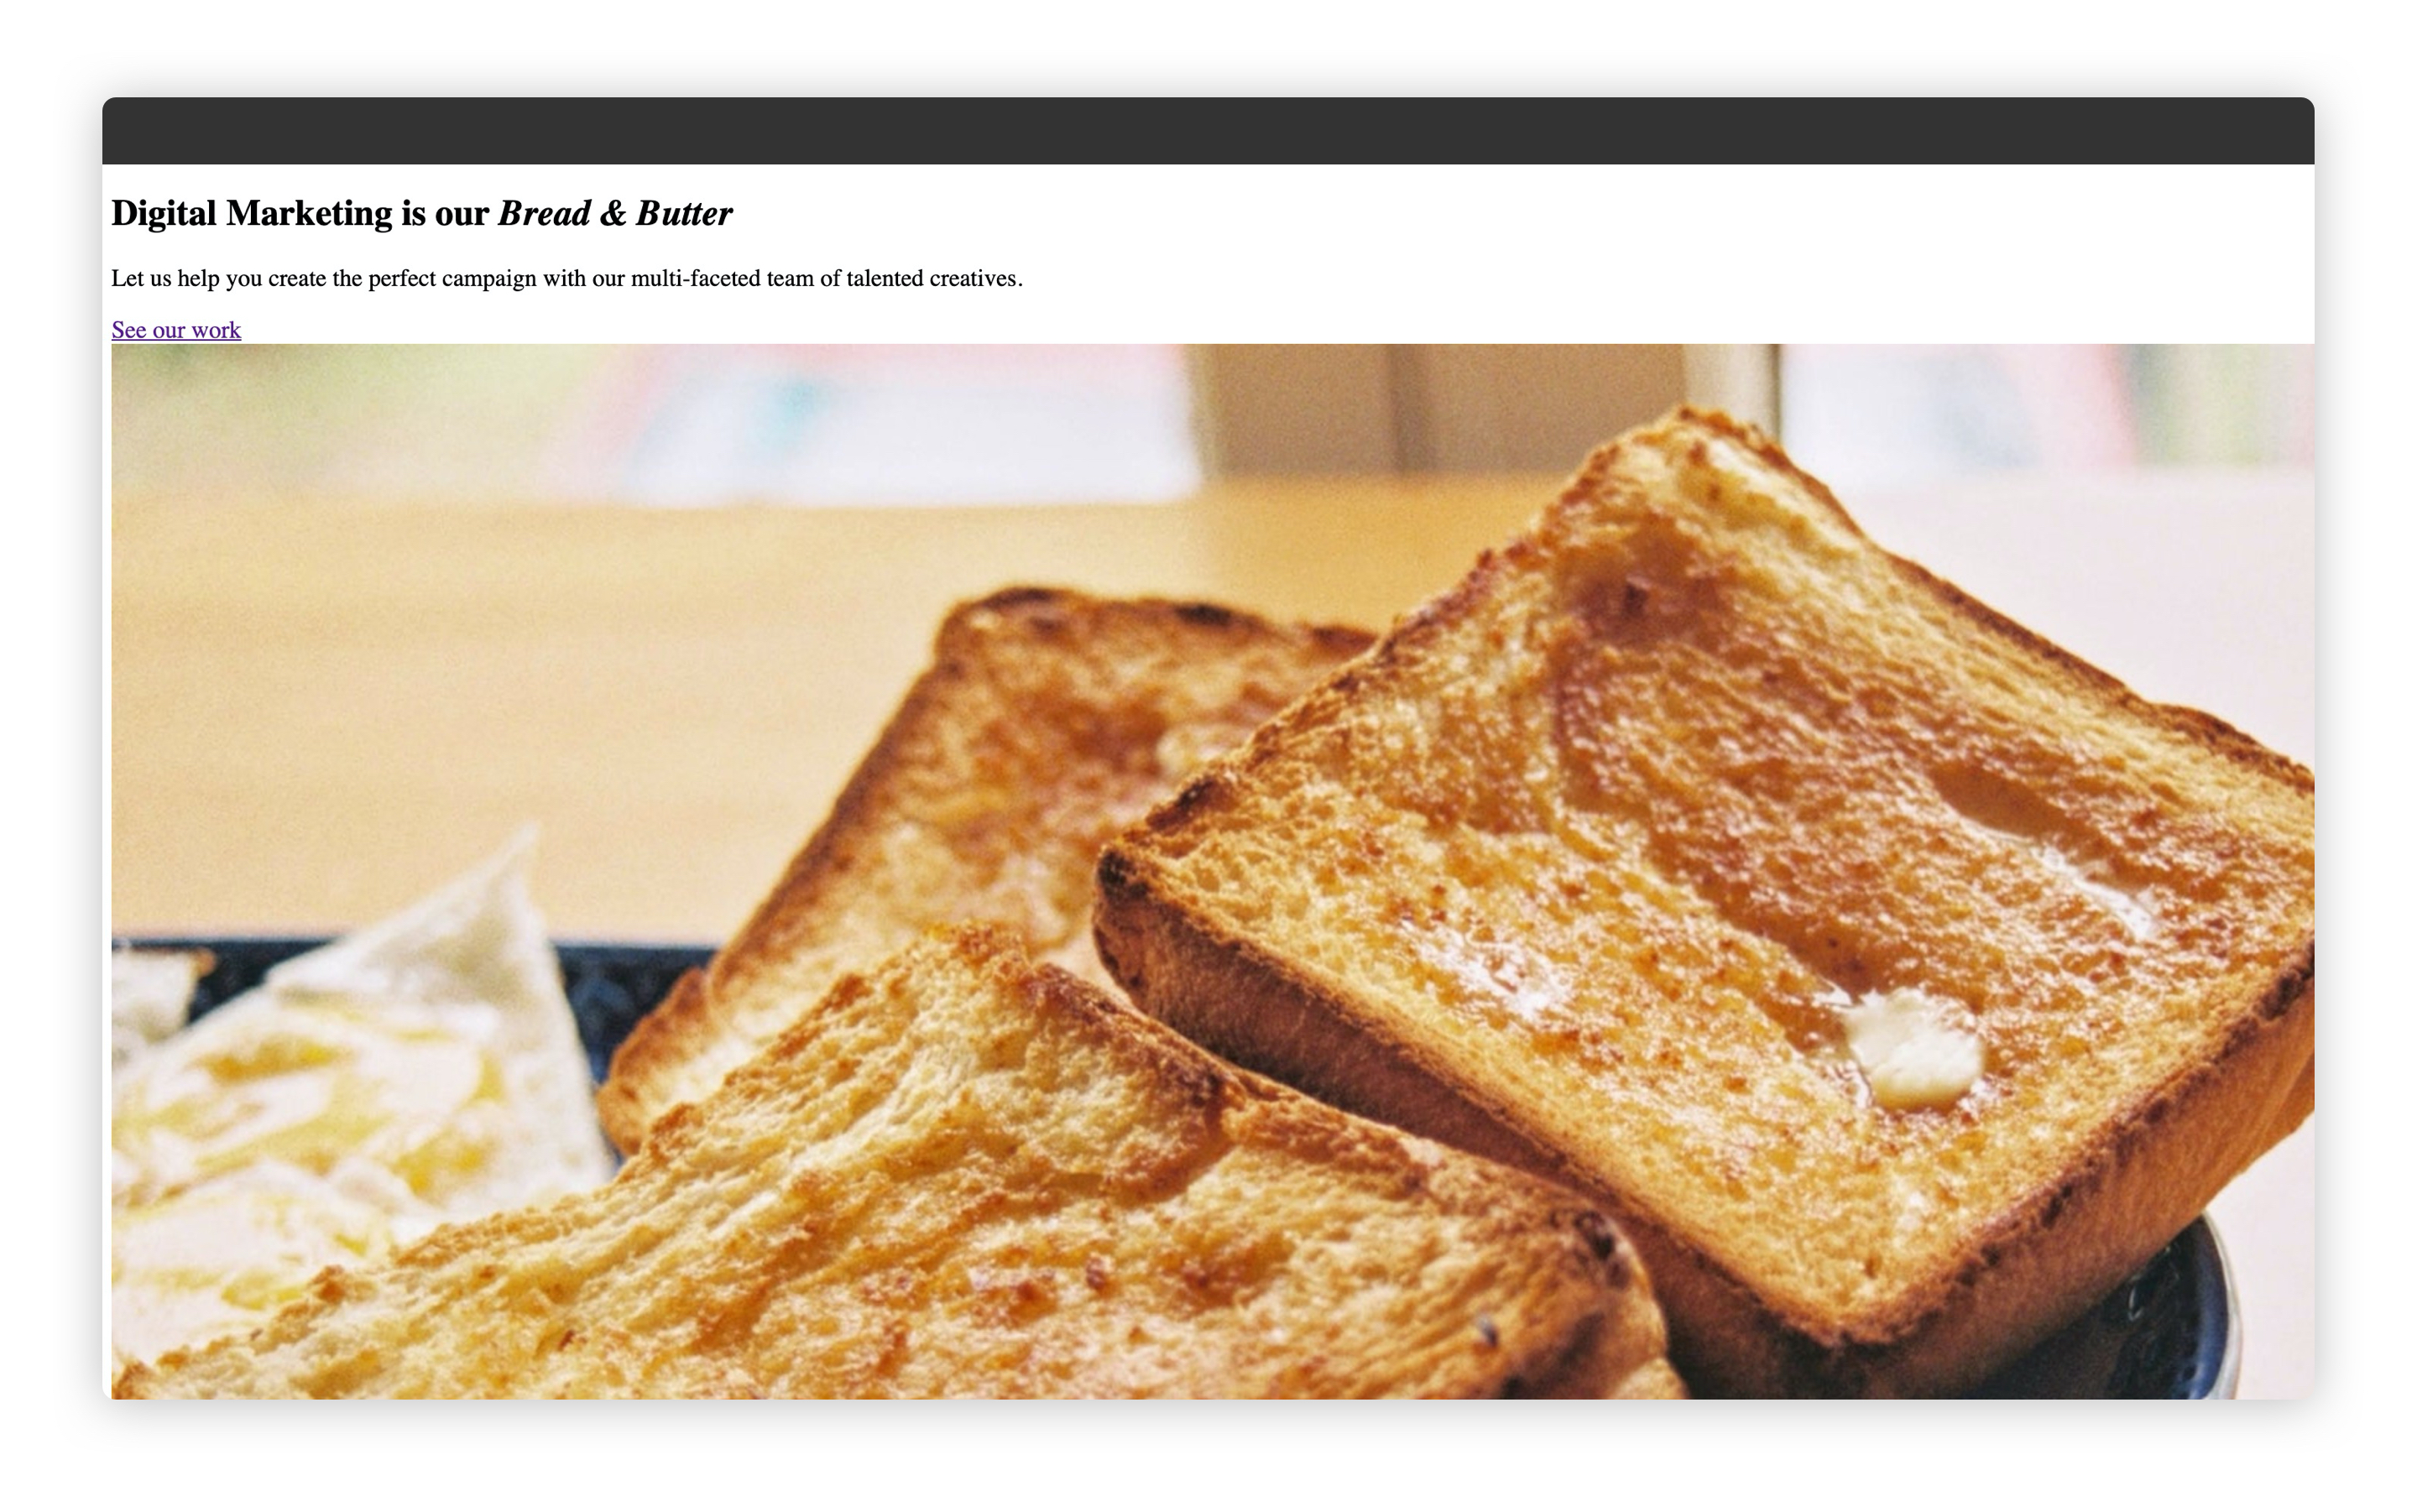 Digital Marketing is our Bread & Butter
Let us help you create the perfect campaign with our multi-faceted team of talented creatives.
See our work